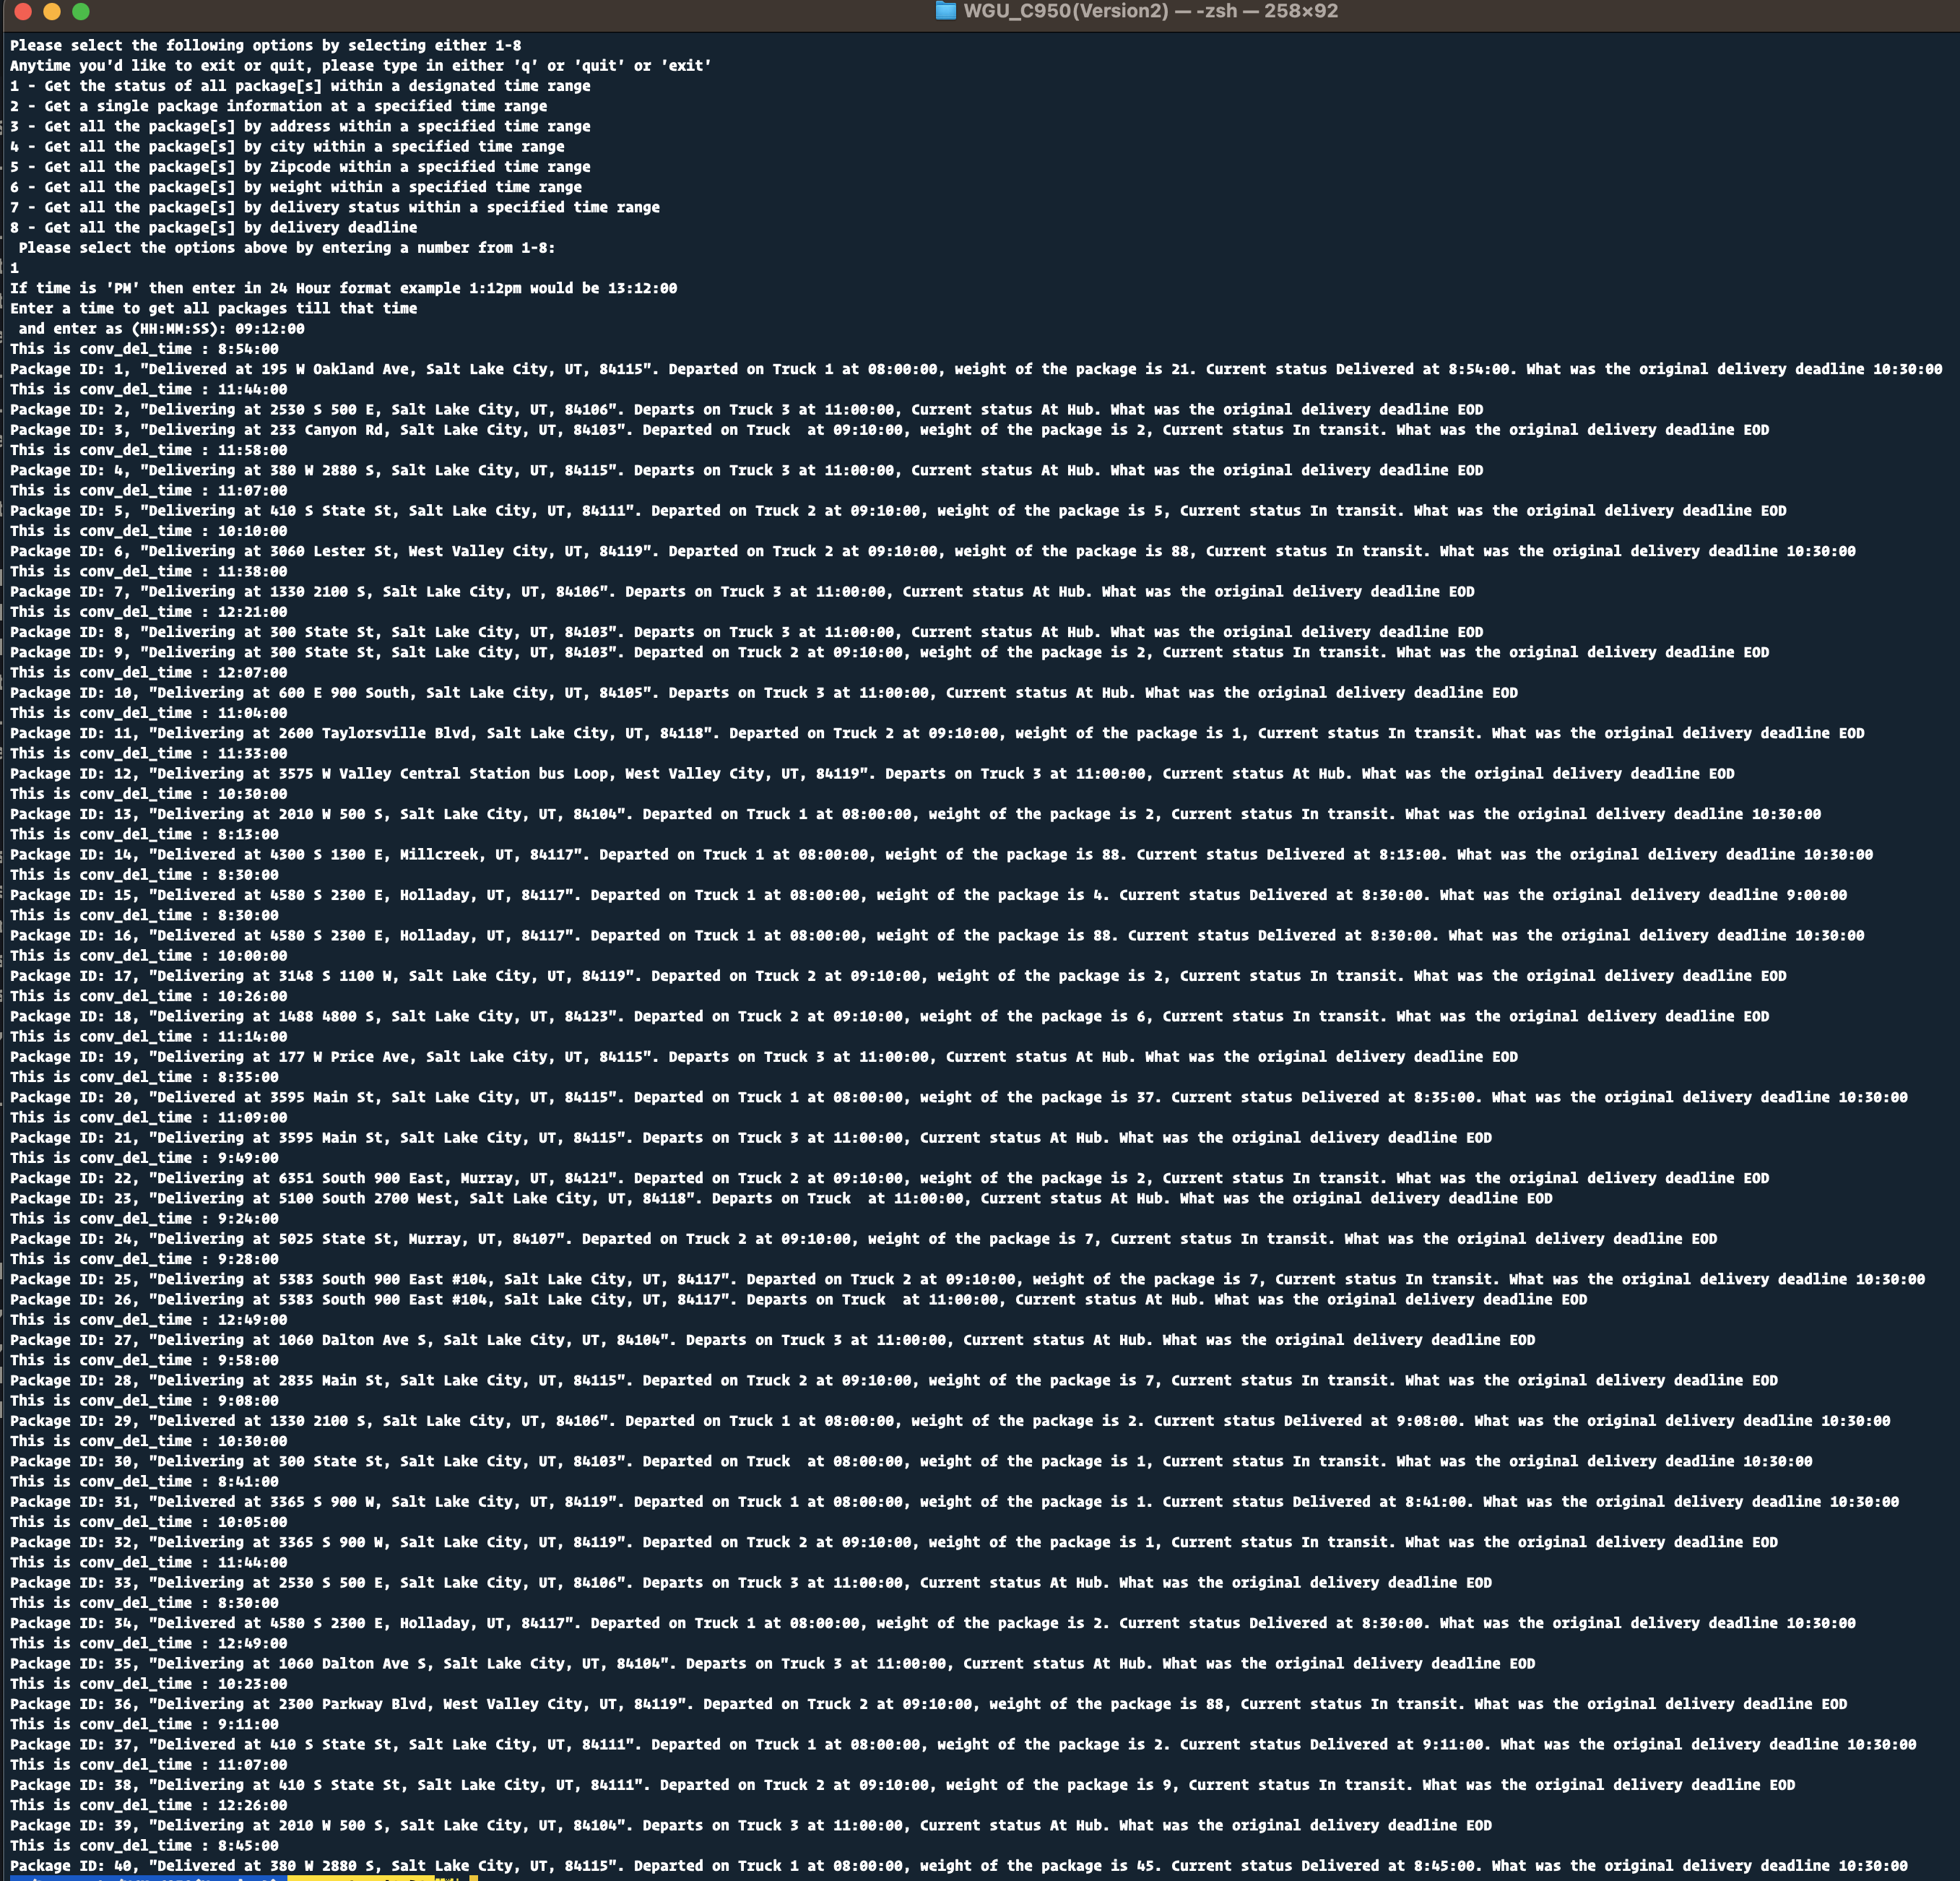 WGU_C950(Version2) — -zsh — 258×92
Please select the following options by selecting either 1-8
Anytime you'd like to exit or quit, please type in either 'q' or 'quit' or 'exit'
1 - Get the status of all package[s] within a designated time range
2 - Get a single package information at a specified time range
3 - Get all the package[s] by address within a specified time range
4 - Get all the package[s] by city within a specified time range
5 - Get all the package[s] by Zipcode within a specified time range
6 - Get all the package[s] by weight within a specified time range
7 - Get all the package[s] by delivery status within a specified time range
8 - Get all the package[s] by delivery deadline
 Please select the options above by entering a number from 1-8:
1
If time is 'PM' then enter in 24 Hour format example 1:12pm would be 13:12:00
Enter a time to get all packages till that time
 and enter as (HH:MM:SS): 09:12:00
This is conv_del_time : 8:54:00
Package ID: 1, "Delivered at 195 W Oakland Ave, Salt Lake City, UT, 84115". Departed on Truck 1 at 08:00:00, weight of the package is 21. Current status Delivered at 8:54:00. What was the original delivery deadline 10:30:00
This is conv_del_time : 11:44:00
Package ID: 2, "Delivering at 2530 S 500 E, Salt Lake City, UT, 84106". Departs on Truck 3 at 11:00:00, Current status At Hub. What was the original delivery deadline EOD
Package ID: 3, "Delivering at 233 Canyon Rd, Salt Lake City, UT, 84103". Departed on Truck  at 09:10:00, weight of the package is 2, Current status In transit. What was the original delivery deadline EOD
This is conv_del_time : 11:58:00
Package ID: 4, "Delivering at 380 W 2880 S, Salt Lake City, UT, 84115". Departs on Truck 3 at 11:00:00, Current status At Hub. What was the original delivery deadline EOD
This is conv_del_time : 11:07:00
Package ID: 5, "Delivering at 410 S State St, Salt Lake City, UT, 84111". Departed on Truck 2 at 09:10:00, weight of the package is 5, Current status In transit. What was the original delivery deadline EOD
This is conv_del_time : 10:10:00
Package ID: 6, "Delivering at 3060 Lester St, West Valley City, UT, 84119". Departed on Truck 2 at 09:10:00, weight of the package is 88, Current status In transit. What was the original delivery deadline 10:30:00
This is conv_del_time : 11:38:00
Package ID: 7, "Delivering at 1330 2100 S, Salt Lake City, UT, 84106". Departs on Truck 3 at 11:00:00, Current status At Hub. What was the original delivery deadline EOD
This is conv_del_time : 12:21:00
Package ID: 8, "Delivering at 300 State St, Salt Lake City, UT, 84103". Departs on Truck 3 at 11:00:00, Current status At Hub. What was the original delivery deadline EOD
Package ID: 9, "Delivering at 300 State St, Salt Lake City, UT, 84103". Departed on Truck 2 at 09:10:00, weight of the package is 2, Current status In transit. What was the original delivery deadline EOD
This is conv_del_time : 12:07:00
Package ID: 10, "Delivering at 600 E 900 South, Salt Lake City, UT, 84105". Departs on Truck 3 at 11:00:00, Current status At Hub. What was the original delivery deadline EOD
This is conv_del_time : 11:04:00
Package ID: 11, "Delivering at 2600 Taylorsville Blvd, Salt Lake City, UT, 84118". Departed on Truck 2 at 09:10:00, weight of the package is 1, Current status In transit. What was the original delivery deadline EOD
This is conv_del_time : 11:33:00
Package ID: 12, "Delivering at 3575 W Valley Central Station bus Loop, West Valley City, UT, 84119". Departs on Truck 3 at 11:00:00, Current status At Hub. What was the original delivery deadline EOD
This is conv_del_time : 10:30:00
Package ID: 13, "Delivering at 2010 W 500 S, Salt Lake City, UT, 84104". Departed on Truck 1 at 08:00:00, weight of the package is 2, Current status In transit. What was the original delivery deadline 10:30:00
This is conv_del_time : 8:13:00
Package ID: 14, "Delivered at 4300 S 1300 E, Millcreek, UT, 84117". Departed on Truck 1 at 08:00:00, weight of the package is 88. Current status Delivered at 8:13:00. What was the original delivery deadline 10:30:00
This is conv_del_time : 8:30:00
Package ID: 15, "Delivered at 4580 S 2300 E, Holladay, UT, 84117". Departed on Truck 1 at 08:00:00, weight of the package is 4. Current status Delivered at 8:30:00. What was the original delivery deadline 9:00:00
This is conv_del_time : 8:30:00
Package ID: 16, "Delivered at 4580 S 2300 E, Holladay, UT, 84117". Departed on Truck 1 at 08:00:00, weight of the package is 88. Current status Delivered at 8:30:00. What was the original delivery deadline 10:30:00
This is conv_del_time : 10:00:00
Package ID: 17, "Delivering at 3148 S 1100 W, Salt Lake City, UT, 84119". Departed on Truck 2 at 09:10:00, weight of the package is 2, Current status In transit. What was the original delivery deadline EOD
This is conv_del_time : 10:26:00
Package ID: 18, "Delivering at 1488 4800 S, Salt Lake City, UT, 84123". Departed on Truck 2 at 09:10:00, weight of the package is 6, Current status In transit. What was the original delivery deadline EOD
This is conv_del_time : 11:14:00
Package ID: 19, "Delivering at 177 W Price Ave, Salt Lake City, UT, 84115". Departs on Truck 3 at 11:00:00, Current status At Hub. What was the original delivery deadline EOD
This is conv_del_time : 8:35:00
Package ID: 20, "Delivered at 3595 Main St, Salt Lake City, UT, 84115". Departed on Truck 1 at 08:00:00, weight of the package is 37. Current status Delivered at 8:35:00. What was the original delivery deadline 10:30:00
This is conv_del_time : 11:09:00
Package ID: 21, "Delivering at 3595 Main St, Salt Lake City, UT, 84115". Departs on Truck 3 at 11:00:00, Current status At Hub. What was the original delivery deadline EOD
This is conv_del_time : 9:49:00
Package ID: 22, "Delivering at 6351 South 900 East, Murray, UT, 84121". Departed on Truck 2 at 09:10:00, weight of the package is 2, Current status In transit. What was the original delivery deadline EOD
Package ID: 23, "Delivering at 5100 South 2700 West, Salt Lake City, UT, 84118". Departs on Truck  at 11:00:00, Current status At Hub. What was the original delivery deadline EOD
This is conv_del_time : 9:24:00
Package ID: 24, "Delivering at 5025 State St, Murray, UT, 84107". Departed on Truck 2 at 09:10:00, weight of the package is 7, Current status In transit. What was the original delivery deadline EOD
This is conv_del_time : 9:28:00
Package ID: 25, "Delivering at 5383 South 900 East #104, Salt Lake City, UT, 84117". Departed on Truck 2 at 09:10:00, weight of the package is 7, Current status In transit. What was the original delivery deadline 10:30:00
Package ID: 26, "Delivering at 5383 South 900 East #104, Salt Lake City, UT, 84117". Departs on Truck  at 11:00:00, Current status At Hub. What was the original delivery deadline EOD
This is conv_del_time : 12:49:00
Package ID: 27, "Delivering at 1060 Dalton Ave S, Salt Lake City, UT, 84104". Departs on Truck 3 at 11:00:00, Current status At Hub. What was the original delivery deadline EOD
This is conv_del_time : 9:58:00
Package ID: 28, "Delivering at 2835 Main St, Salt Lake City, UT, 84115". Departed on Truck 2 at 09:10:00, weight of the package is 7, Current status In transit. What was the original delivery deadline EOD
This is conv_del_time : 9:08:00
Package ID: 29, "Delivered at 1330 2100 S, Salt Lake City, UT, 84106". Departed on Truck 1 at 08:00:00, weight of the package is 2. Current status Delivered at 9:08:00. What was the original delivery deadline 10:30:00
This is conv_del_time : 10:30:00
Package ID: 30, "Delivering at 300 State St, Salt Lake City, UT, 84103". Departed on Truck  at 08:00:00, weight of the package is 1, Current status In transit. What was the original delivery deadline 10:30:00
This is conv_del_time : 8:41:00
Package ID: 31, "Delivered at 3365 S 900 W, Salt Lake City, UT, 84119". Departed on Truck 1 at 08:00:00, weight of the package is 1. Current status Delivered at 8:41:00. What was the original delivery deadline 10:30:00
This is conv_del_time : 10:05:00
Package ID: 32, "Delivering at 3365 S 900 W, Salt Lake City, UT, 84119". Departed on Truck 2 at 09:10:00, weight of the package is 1, Current status In transit. What was the original delivery deadline EOD
This is conv_del_time : 11:44:00
Package ID: 33, "Delivering at 2530 S 500 E, Salt Lake City, UT, 84106". Departs on Truck 3 at 11:00:00, Current status At Hub. What was the original delivery deadline EOD
This is conv_del_time : 8:30:00
Package ID: 34, "Delivered at 4580 S 2300 E, Holladay, UT, 84117". Departed on Truck 1 at 08:00:00, weight of the package is 2. Current status Delivered at 8:30:00. What was the original delivery deadline 10:30:00
This is conv_del_time : 12:49:00
Package ID: 35, "Delivering at 1060 Dalton Ave S, Salt Lake City, UT, 84104". Departs on Truck 3 at 11:00:00, Current status At Hub. What was the original delivery deadline EOD
This is conv_del_time : 10:23:00
Package ID: 36, "Delivering at 2300 Parkway Blvd, West Valley City, UT, 84119". Departed on Truck 2 at 09:10:00, weight of the package is 88, Current status In transit. What was the original delivery deadline EOD
This is conv_del_time : 9:11:00
Package ID: 37, "Delivered at 410 S State St, Salt Lake City, UT, 84111". Departed on Truck 1 at 08:00:00, weight of the package is 2. Current status Delivered at 9:11:00. What was the original delivery deadline 10:30:00
This is conv_del_time : 11:07:00
Package ID: 38, "Delivering at 410 S State St, Salt Lake City, UT, 84111". Departed on Truck 2 at 09:10:00, weight of the package is 9, Current status In transit. What was the original delivery deadline EOD
This is conv_del_time : 12:26:00
Package ID: 39, "Delivering at 2010 W 500 S, Salt Lake City, UT, 84104". Departs on Truck 3 at 11:00:00, Current status At Hub. What was the original delivery deadline EOD
This is conv_del_time : 8:45:00
Package ID: 40, "Delivered at 380 W 2880 S, Salt Lake City, UT, 84115". Departed on Truck 1 at 08:00:00, weight of the package is 45. Current status Delivered at 8:45:00. What was the original delivery deadline 10:30:00